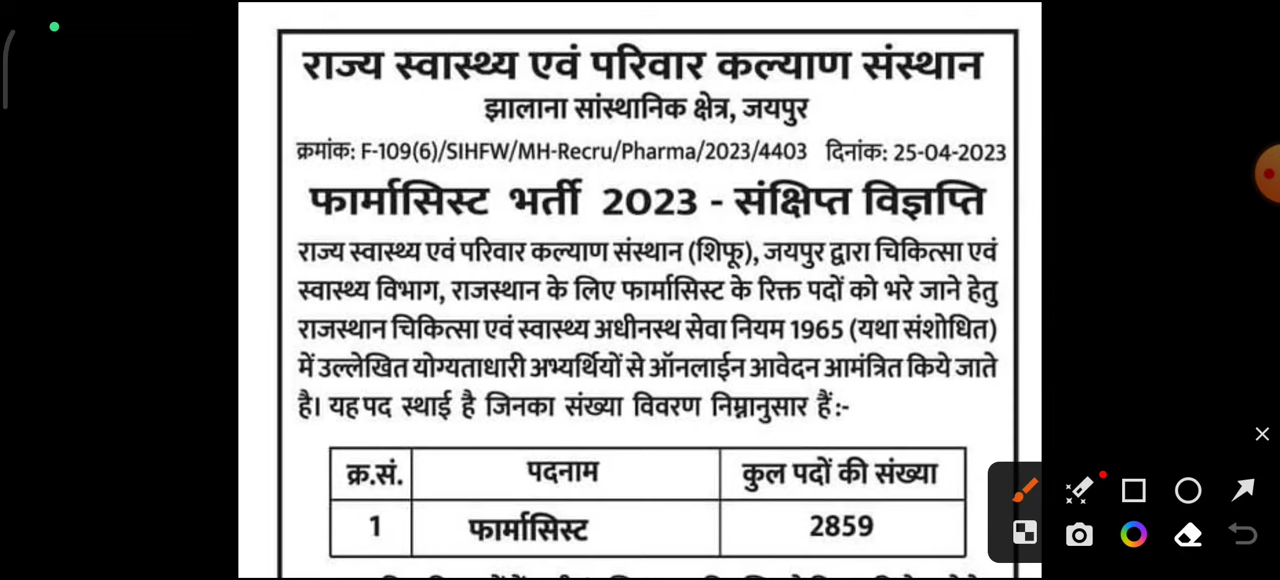 राज्य स्वास्थ्य एवं परिवार कल्याण संस्थान
झालाना सांस्थानिक क्षेत्र, जयपुर
क्रमांक: F-109(6)/SIHFW/MH-Recru/Pharma/2023/4403 दिनांक: 25-04-2023
फार्मासिस्ट भर्ती 2023 - संक्षिप्त विज्ञप्ति
राज्य स्वास्थ्य एवं परिवार कल्याण संस्थान (शिफू), जयपुर द्वारा चिकित्सा एवं
स्वास्थ्य विभाग, राजस्थान के लिए फार्मासिस्ट के रिक्त पदों को भरे जाने हेतु
राजस्थान चिकित्सा एवं स्वास्थ्य अधीनस्थ सेवा नियम 1965 (यथा संशोधित)
में उल्लेखित योग्यताधारी अभ्यर्थियों से ऑनलाईन आवेदन आमंत्रित किये जाते
है। यह पद स्थाई है जिनका संख्या विवरण निम्नानुसार हैं:-
क्र.सं. पदनाम कुल पदों की संख्या
1 फार्मासिस्ट 2859